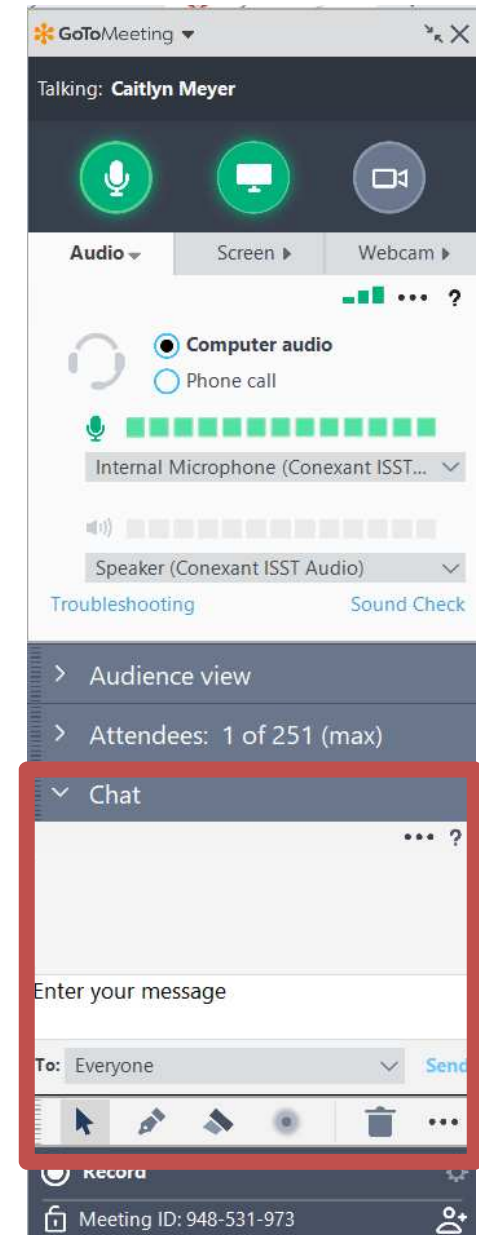 GoToMeeting
Talking: Caitlyn Meyer
Audio Screen Webcam
... ?
Computer audio
Phone call
Internal Microphone (Conexant ISST...
Speaker (Conexant ISST Audio)
Troubleshooting Sound Check
> Audience view
> Attendees: 1 of 251 (max)
Chat
... ?
Enter your message
To: Everyone Send
...
Record
Meeting ID: 948-531-973